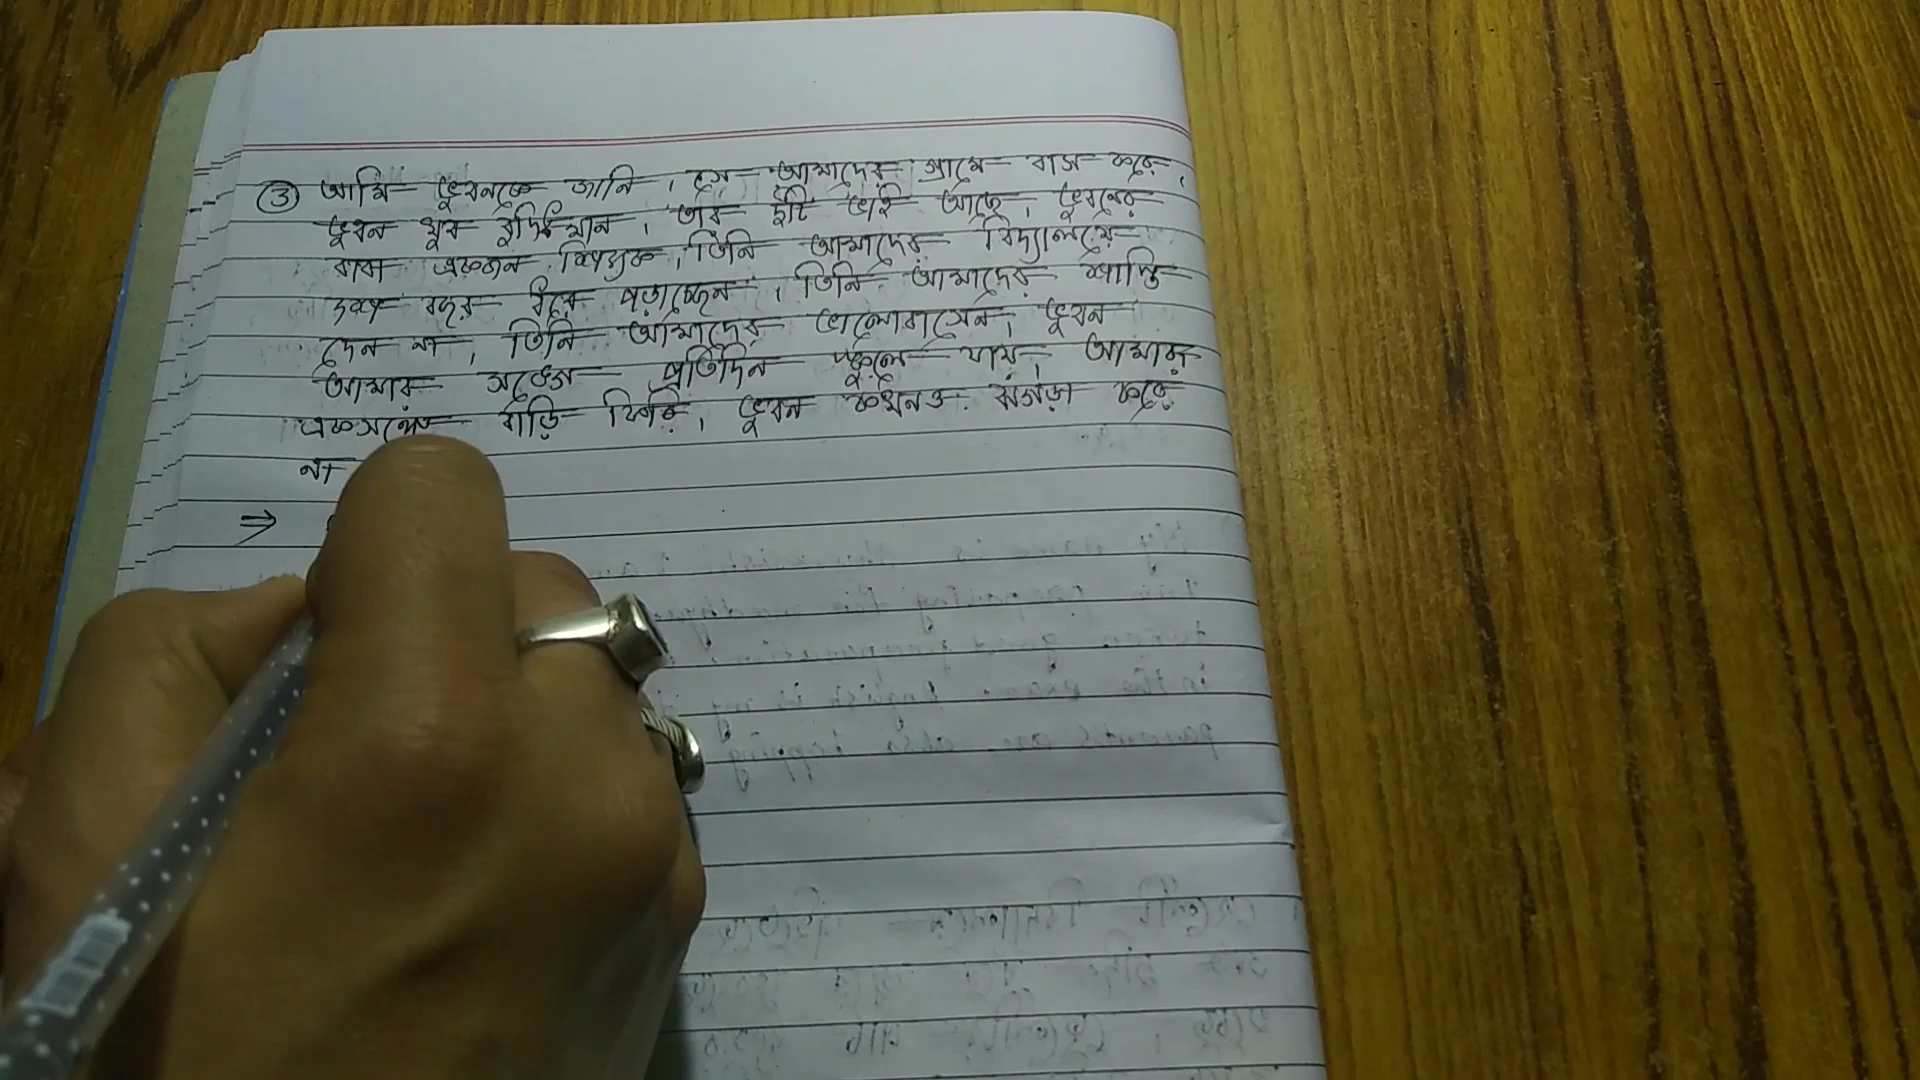 ③ আমি ভুবনকে জানি। সে আমাদের গ্রামে বাস করে।
ভুবন খুব বুদ্ধিমান। তার দুটি ভাই আছে। ভুবনের
বাবা একজন শিক্ষক। তিনি আমাদের বিদ্যালয়ে
দশ বছর ধরে পড়াচ্ছেন। তিনি আমাদের শাস্তি
দেন না। তিনি আমাদের ভালোবাসেন। ভুবন
আমার সঙ্গে প্রতিদিন স্কুলে যায়। আমরা
একসঙ্গে বাড়ি ফিরি। ভুবন কখনও ঝগড়া করে
না
⇒